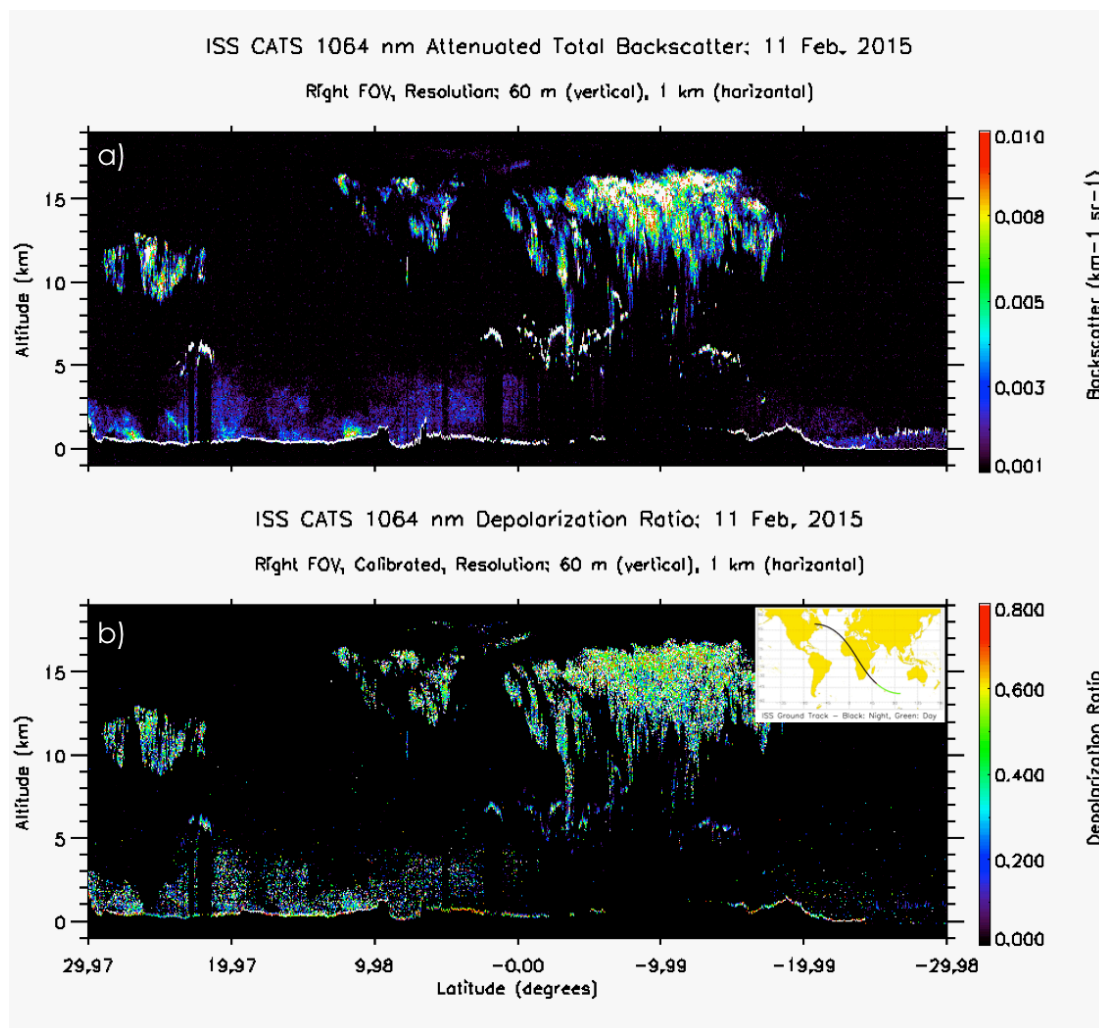 ISS CATS 1064 nm Attenuated Total Backscatter: 11 Feb, 2015
Right FOV, Resolution: 60 m (vertical), 1 km (horizontal)
a)
15
10
5
0
Altitude (km)
0.010
0.008
0.005
0.003
0.001
Backscatter (km-1 sr-1)
ISS CATS 1064 nm Depolarization Ratio: 11 Feb, 2015
Right FOV, Calibrated, Resolution: 60 m (vertical), 1 km (horizontal)
b)
15
10
5
0
Altitude (km)
ISS Ground Track - Black: Night, Green: Day
0.800
0.600
0.400
0.200
0.000
Depolarization Ratio
29.97 19.97 9.98 -0.00 -9.99 -19.99 -29.98
Latitude (degrees)